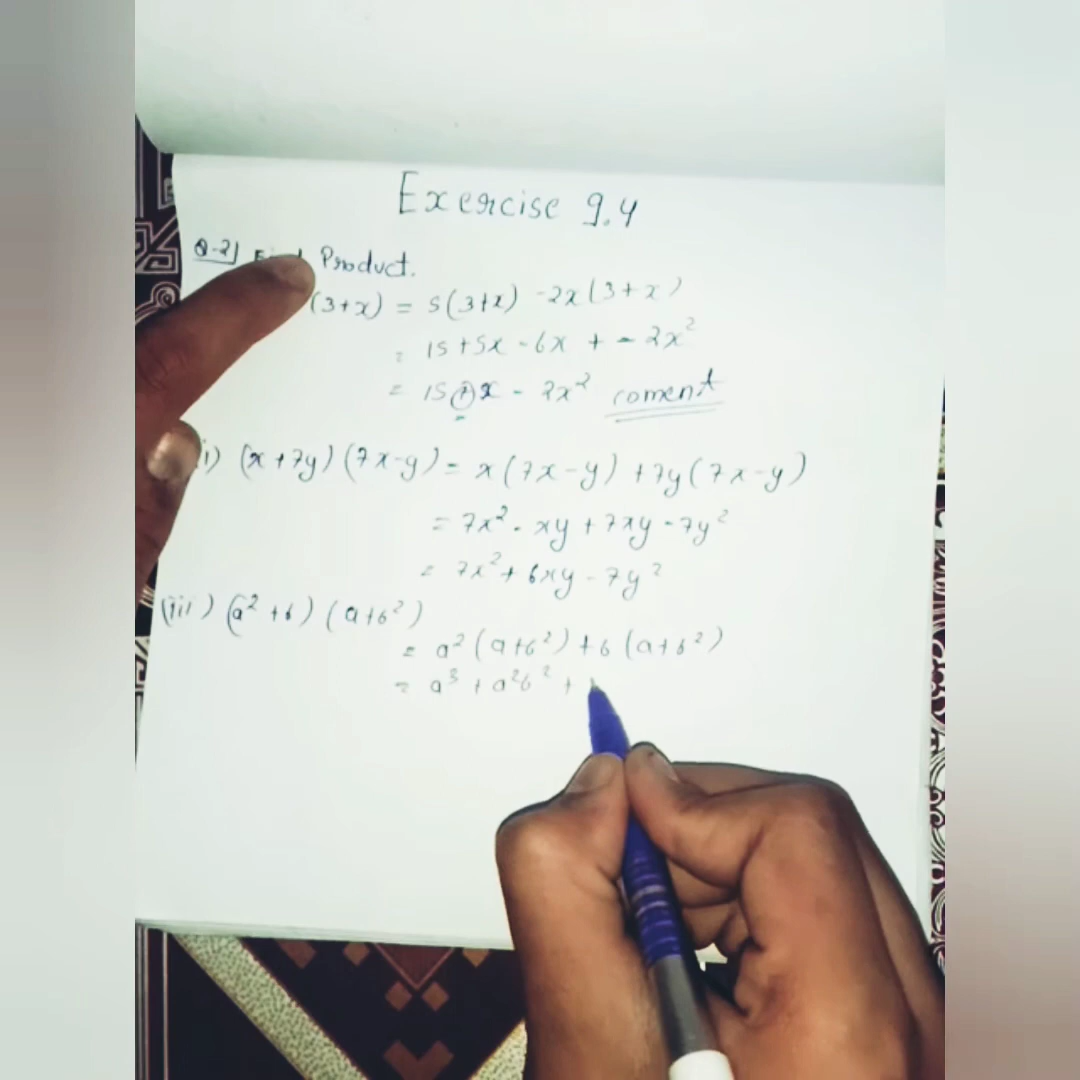 Exercise 9.4
Q-2] Product.
(3+x) = 5(3+x) -2x(3+x)
= 15+5x-6x + - 2x²
= 15 x - 2x² coment
i) (x+7y)(7x-y) = x(7x-y)+7y(7x-y)
= 7x² - xy + 7xy - 7y²
= 7x² + 6xy - 7y²
(iii) (a²+b) (a+b²)
= a²(a+b²)+b(a+b²)
= a³ + a²b² +